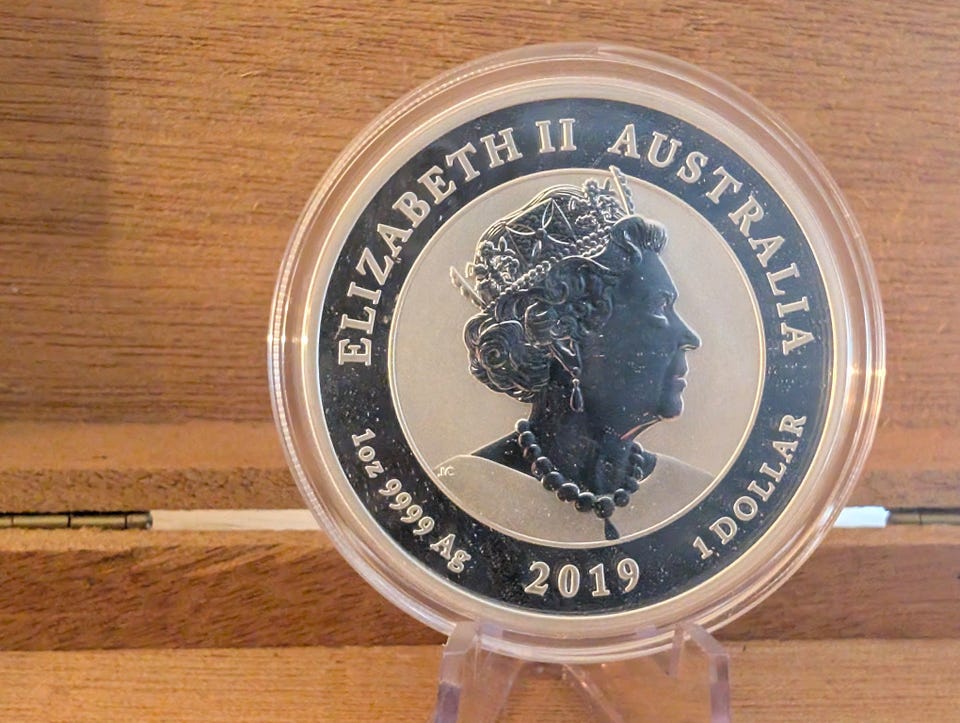 ELIZABETH II AUSTRALIA
1oz 9999 Ag 2019 1 DOLLAR
JC